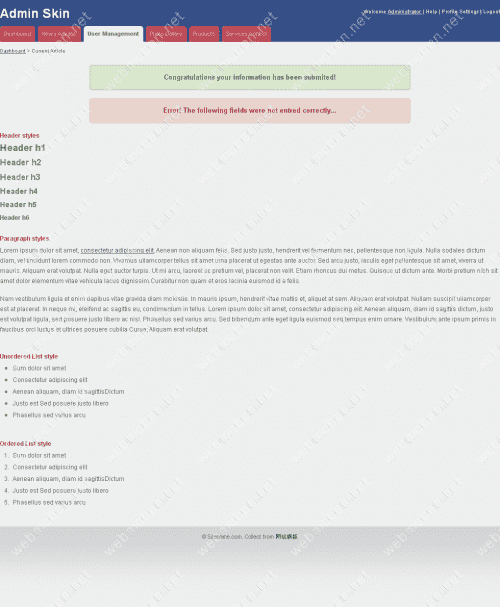 Admin Skin
Welcome Administrator | Help | Profile Settings | Logout
Dashboard
User Management
Products
Dashboard > Current Article
Congratulations your information has been submited!
Error! The following fields were not entred correctly...
Header styles
Header h1
Header h2
Header h3
Header h4
Header h5
Header h6
Paragraph styles
Lorem ipsum dolor sit amet, consectetur adipiscing elit. Aenean non aliquam felis. Sed justo justo, hendrerit vel fermentum nec, pellentesque non ligula. Nulla sodales dictum
diam, vel tincidunt lorem commodo non. Vivamus ullamcorper tellus sit amet urna placerat ut egestas ante auctor. Sed arcu justo, iaculis eget pellentesque sit amet, viverra ut
mauris. Aliquam erat volutpat. Nulla eget auctor turpis. Ut mi arcu, laoreet ac pretium vel, placerat non velit. Etiam rhoncus dui metus. Quisque ut dictum ante. Morbi pretium nibh sit
amet dolor elementum vitae vehicula lacus dignissim.Curabitur non quam et eros lacinia euismod id a felis.
Nam vestibulum ligula et enim dapibus vitae gravida diam molestie. In mauris ipsum, hendrerit vitae mattis et, aliquet at sem. Aliquam erat volutpat. Nullam suscipit ullamcorper
est at placerat. In neque mi, eleifend ac sagittis eu, condimentum in tellus. Lorem ipsum dolor sit amet, consectetur adipiscing elit. Aenean aliquam, diam id sagittis dictum, justo
est volutpat ligula, sed posuere justo libero ac nisl. Phasellus sed varius arcu. Sed bibendum ante eget ligula euismod non tempus enim ornare. Vestibulum ante ipsum primis in
faucibus orci luctus et ultrices posuere cubilia Curae; Aliquam erat volutpat.
Unordered List style
Sum dolor sit amet
Consectetur adipiscing elit
Aenean aliquam, diam id sagittisDictum
Justo est Sed posuere justo libero
Phasellus sed varius arcu
Ordered List style
1. Sum dolor sit amet
2. Consectetur adipiscing elit
3. Aenean aliquam, diam id sagittisDictum
4. Justo est Sed posuere justo libero
5. Phasellus sed varius arcu
Collect from 网站模板